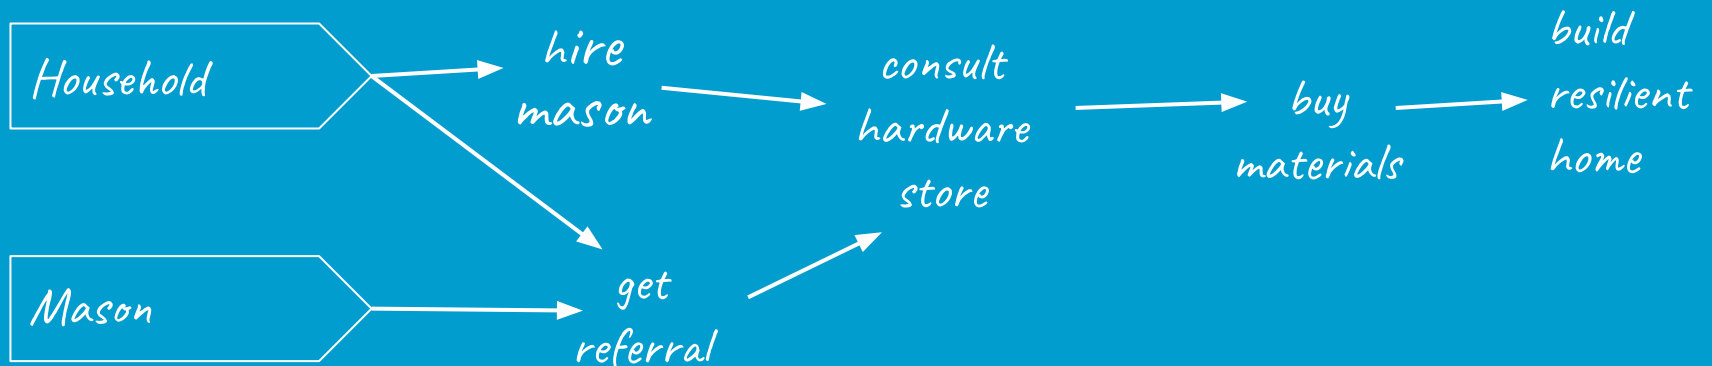 Household
hire
mason
consult
hardware
store
buy
materials
build
resilient
home
Mason
get
referral